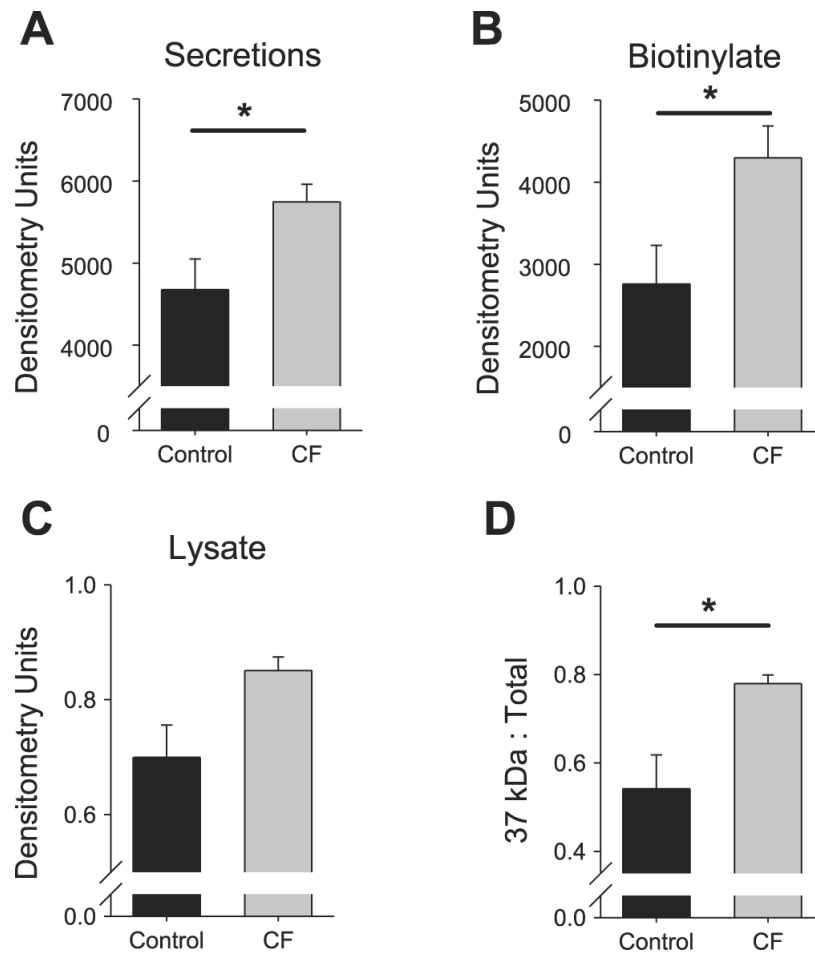 A
Secretions
Densitometry Units
7000
6000
5000
4000
0
*
Control
CF
B
Biotinylate
Densitometry Units
5000
4000
3000
2000
0
*
Control
CF
C
Lysate
Densitometry Units
1.0
0.8
0.6
0.0
Control
CF
D
37 kDa : Total
1.0
0.8
0.6
0.4
0.0
*
Control
CF